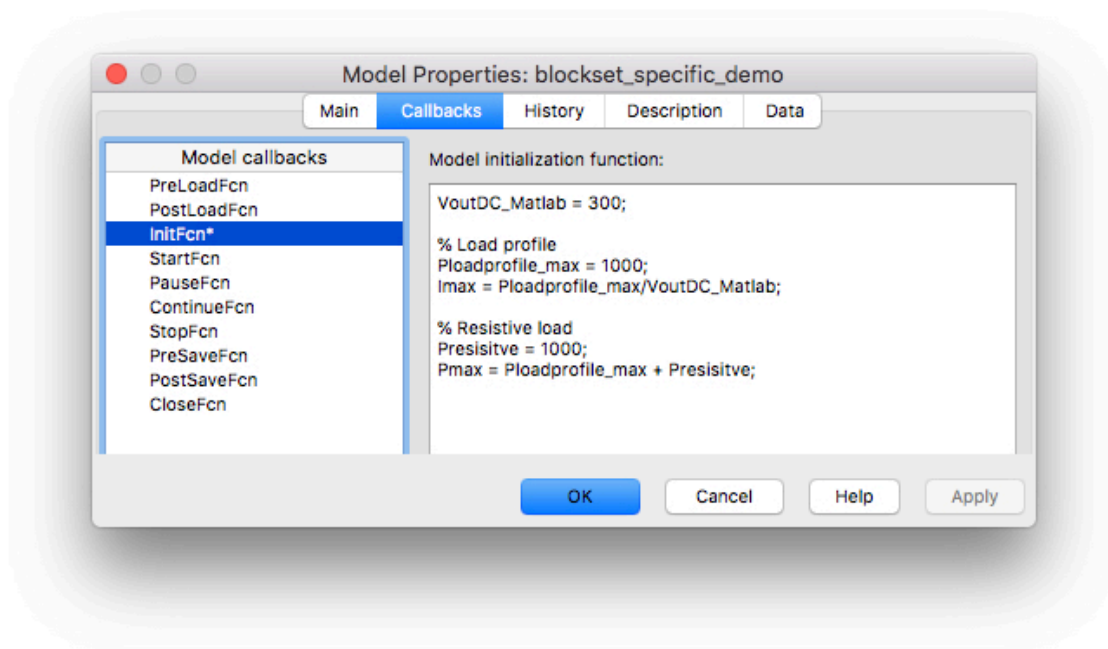 Model Properties: blockset_specific_demo
Main Callbacks History Description Data
Model callbacks
PreLoadFcn
PostLoadFcn
InitFcn*
StartFcn
PauseFcn
ContinueFcn
StopFcn
PreSaveFcn
PostSaveFcn
CloseFcn
Model initialization function:
VoutDC_Matlab = 300;
% Load profile
Ploadprofile_max = 1000;
Imax = Ploadprofile_max/VoutDC_Matlab;
% Resistive load
Presisitve = 1000;
Pmax = Ploadprofile_max + Presisitve;
OK Cancel Help Apply